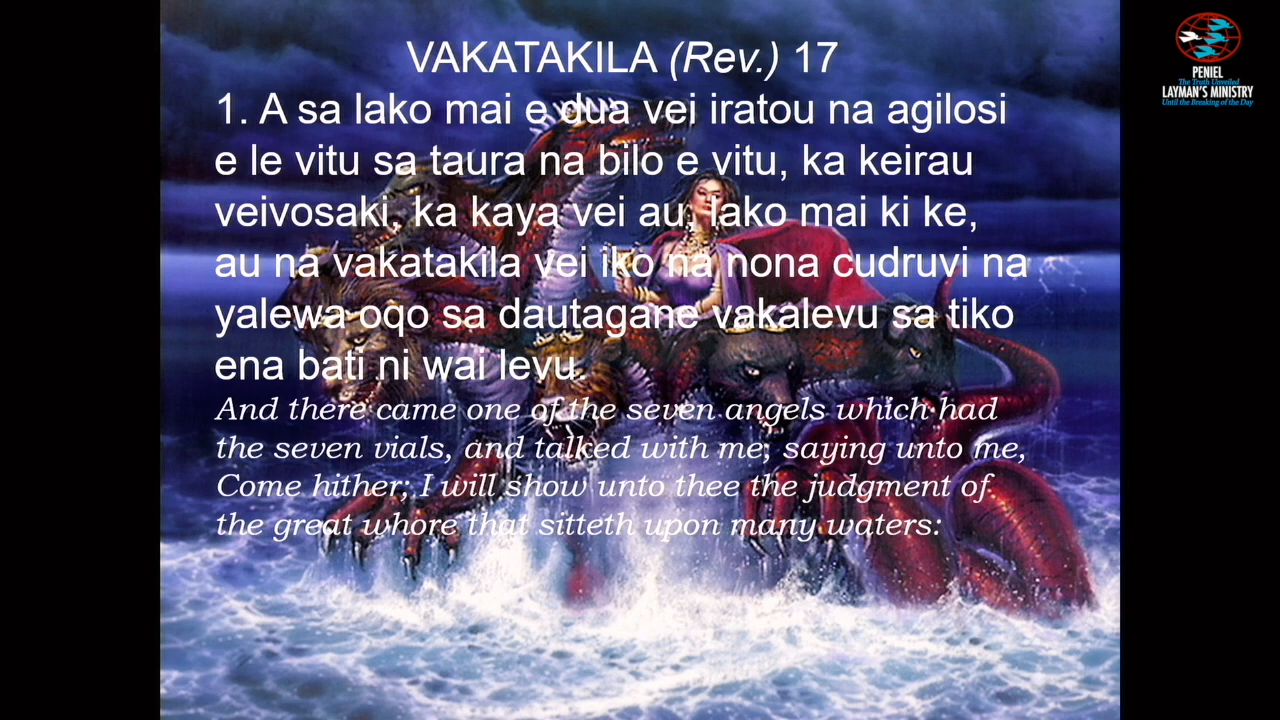 VAKATAKILA (Rev.) 17
1. A sa lako mai e dua vei iratou na agilosi
e le vitu sa taura na bilo e vitu, ka keirau
veivosaki, ka kaya vei au, lako mai ki ke,
au na vakatakila vei iko na nona cudruvi na
yalewa oqo sa dautagane vakalevu sa tiko
ena bati ni wai levu.
And there came one of the seven angels which had
the seven vials, and talked with me, saying unto me,
Come hither; I will show unto thee the judgment of
the great whore that sitteth upon many waters:
PENIEL
The Truth Unveiled
LAYMAN'S MINISTRY
Until the Breaking of the Day